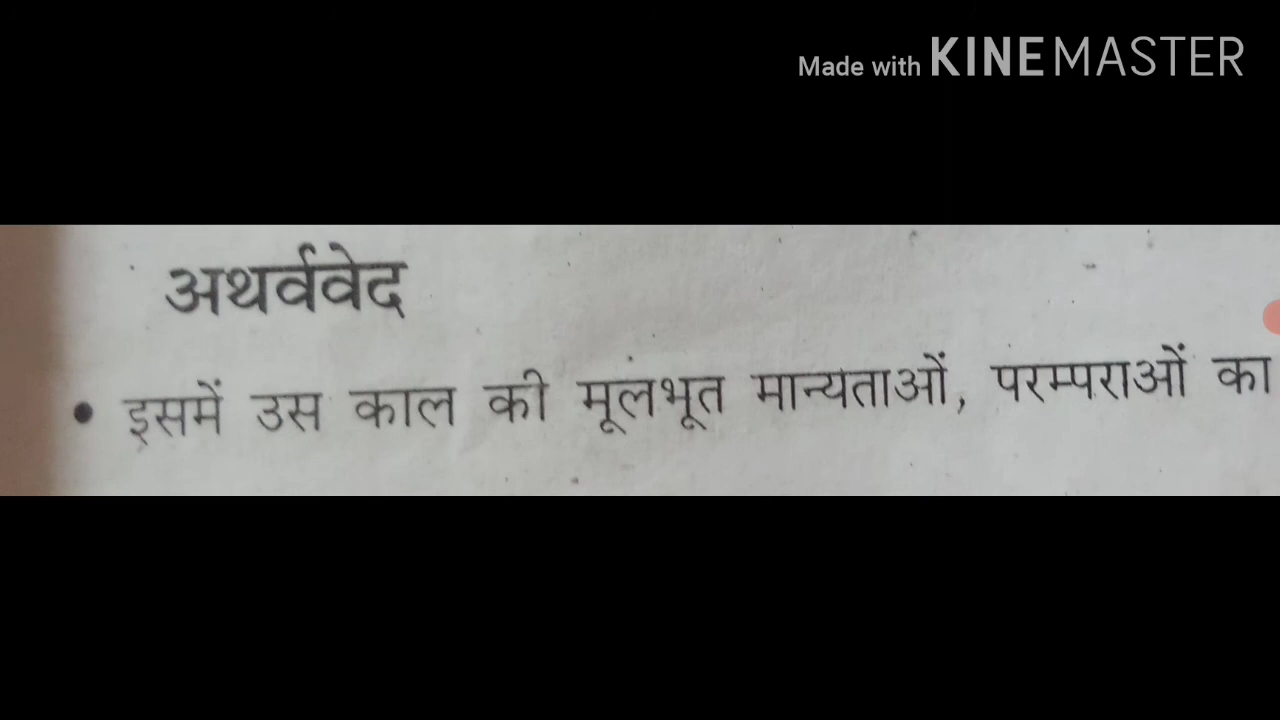 Made with KINEMASTER
अथर्ववेद
• इसमें उस काल की मूलभूत मान्यताओं, परम्पराओं का